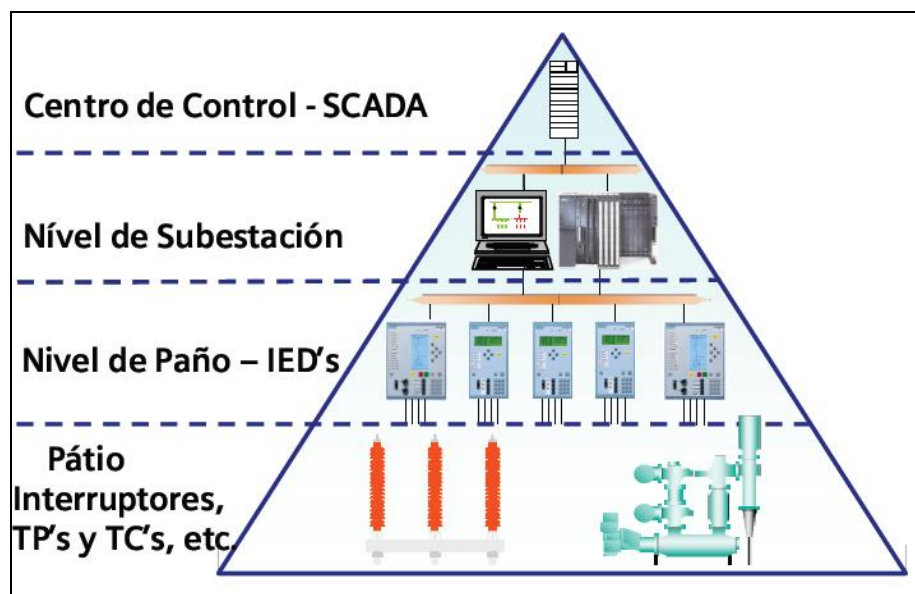 Centro de Control - SCADA
Nível de Subestación
Nivel de Paño – IED's
Pátio
Interruptores,
TP's y TC's, etc.